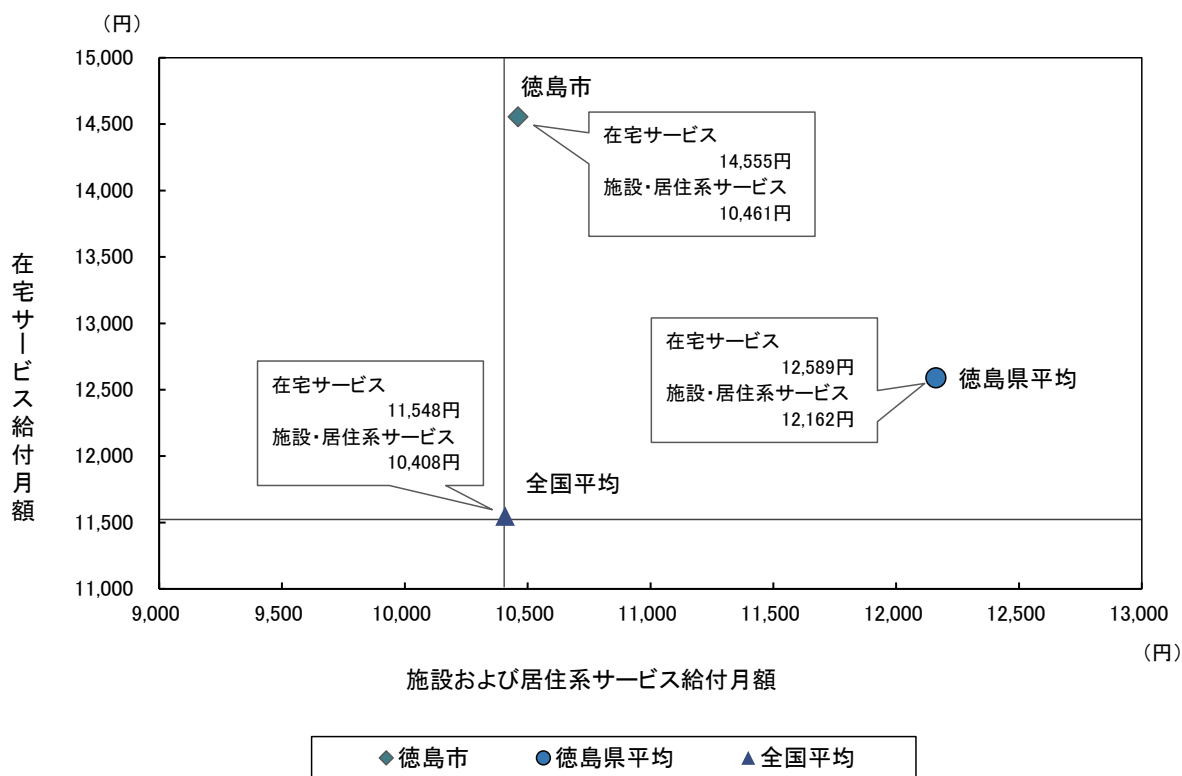 （円）
15,000
14,500
14,000
13,500
13,000
12,500
12,000
11,500
11,000
在宅サービス給付月額
徳島市
在宅サービス
14,555円
施設・居住系サービス
10,461円
在宅サービス
12,589円
施設・居住系サービス
12,162円
徳島県平均
在宅サービス
11,548円
施設・居住系サービス
10,408円
全国平均
9,000 9,500 10,000 10,500 11,000 11,500 12,000 12,500 13,000
（円）
施設および居住系サービス給付月額
徳島市 徳島県平均 全国平均